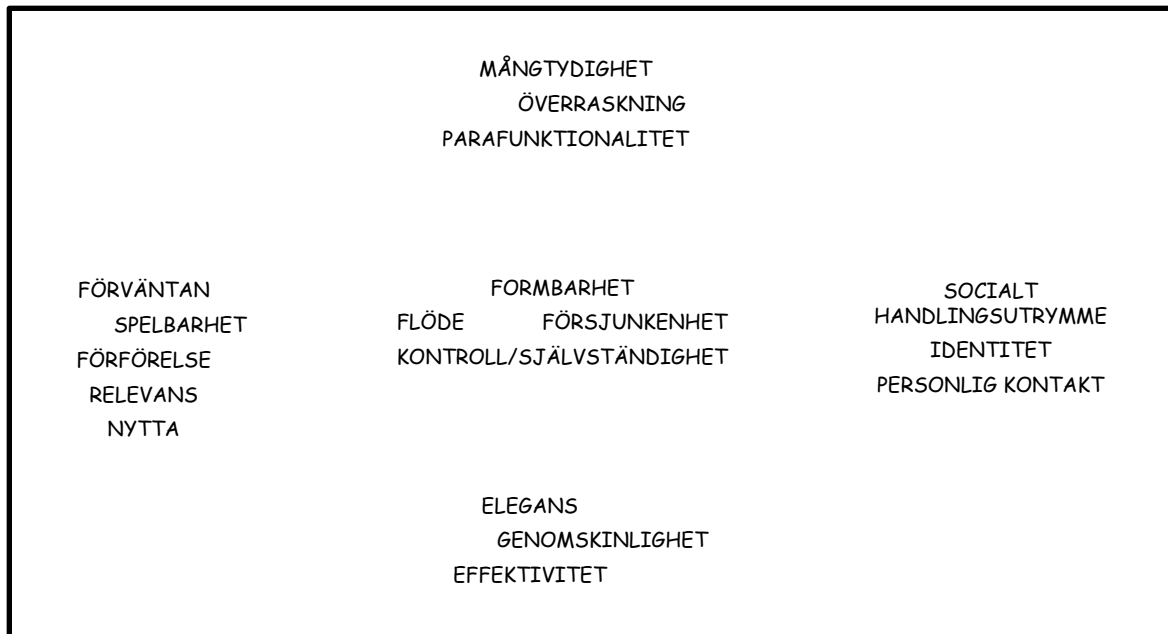 MÅNGTYDIGHET
ÖVERRASKNING
PARAFUNKTIONALITET
FÖRVÄNTAN
SPELBARHET
FÖRFÖRELSE
RELEVANS
NYTTA
FORMBARHET
FLÖDE FÖRSJUNKENHET
KONTROLL/SJÄLVSTÄNDIGHET
SOCIALT
HANDLINGSUTRYMME
IDENTITET
PERSONLIG KONTAKT
ELEGANS
GENOMSKINLIGHET
EFFEKTIVITET